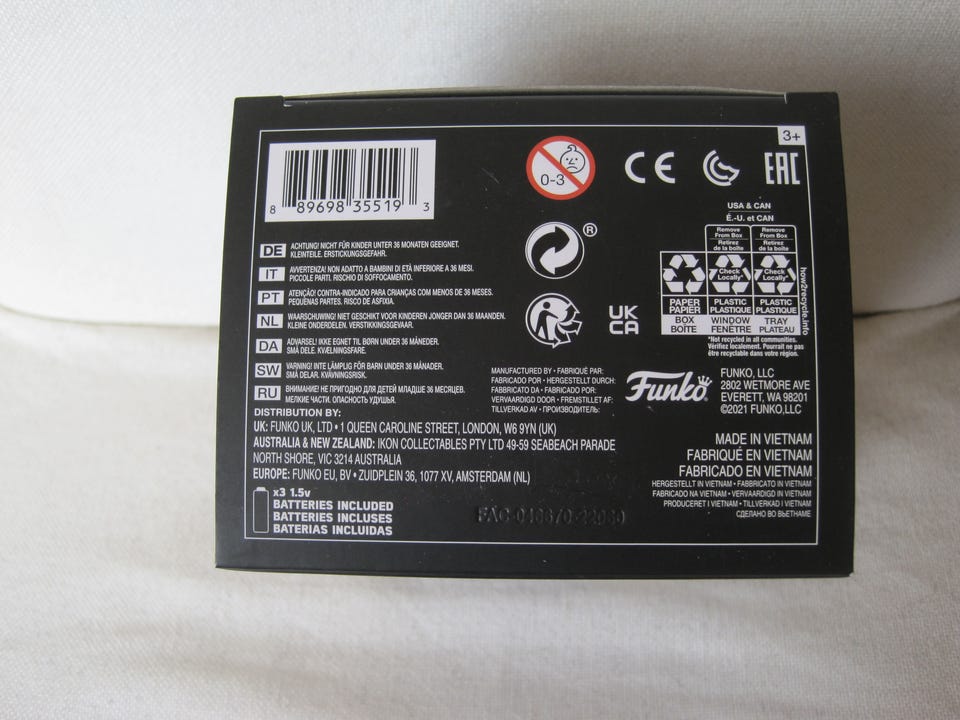 3+
8 89698 35519 3
0-3
CE
EAC
USA & CAN
É.-U. et CAN
Remove From Box
Retirez de la boîte
Remove From Box
Retirez de la boîte
Check Locally*
Check Locally*
PAPER
PAPIER
PLASTIC
PLASTIQUE
PLASTIC
PLASTIQUE
BOX
BOÎTE
WINDOW
FENÊTRE
TRAY
PLATEAU
how2recycle.info
*Not recycled in all communities.
Vérifiez localement. Pourrait ne pas
être recyclable dans votre région.
®
UK
CA
DE ACHTUNG! NICHT FÜR KINDER UNTER 36 MONATEN GEEIGNET.
KLEINTEILE. ERSTICKUNGSGEFAHR.
IT AVVERTENZA! NON ADATTO A BAMBINI DI ETÀ INFERIORE A 36 MESI.
PICCOLE PARTI. RISCHIO DI SOFFOCAMENTO.
PT ATENÇÃO! CONTRA-INDICADO PARA CRIANÇAS COM MENOS DE 36 MESES.
PEQUENAS PARTES. RISCO DE ASFIXIA.
NL WAARSCHUWING! NIET GESCHIKT VOOR KINDEREN JONGER DAN 36 MAANDEN.
KLEINE ONDERDELEN. VERSTIKKINGSGEVAAR.
DA ADVARSEL! IKKE EGNET TIL BØRN UNDER 36 MÅNEDER.
SMÅ DELE. KVÆLNINGSFARE.
SW VARNING! INTE LÄMPLIG FÖR BARN UNDER 36 MÅNADER.
SMÅ DELAR. KVÄVNINGSRISK.
RU ВНИМАНИЕ! НЕ ПРИГОДНО ДЛЯ ДЕТЕЙ МЛАДШЕ 36 МЕСЯЦЕВ.
МЕЛКИЕ ЧАСТИ. ОПАСНОСТЬ УДУШЬЯ.
MANUFACTURED BY • FABRIQUÉ PAR:
FABRICADO POR • HERGESTELLT DURCH:
FABBRICATO DA • FABRICADO POR:
VERVAARDIGD DOOR • FREMSTILLET AF:
TILLVERKAD AV • ПРОИЗВОДИТЕЛЬ:
Funko
FUNKO, LLC
2802 WETMORE AVE
EVERETT, WA 98201
©2021 FUNKO,LLC
DISTRIBUTION BY:
UK: FUNKO UK, LTD • 1 QUEEN CAROLINE STREET, LONDON, W6 9YN (UK)
AUSTRALIA & NEW ZEALAND: IKON COLLECTABLES PTY LTD 49-59 SEABEACH PARADE
NORTH SHORE, VIC 3214 AUSTRALIA
EUROPE: FUNKO EU, BV • ZUIDPLEIN 36, 1077 XV, AMSTERDAM (NL)
MADE IN VIETNAM
FABRIQUÉ EN VIETNAM
FABRICADO EN VIETNAM
HERGESTELLT IN VIETNAM • FABBRICATO IN VIETNAM
FABRICADO NA VIETNAM • VERVAARDIGD IN VIETNAM
PRODUCERET I VIETNAM • TILLVERKAD I VIETNAM
СДЕЛАНО ВО ВЬЕТНАМЕ
x3 1.5v
BATTERIES INCLUDED
BATTERIES INCLUSES
BATERIAS INCLUIDAS